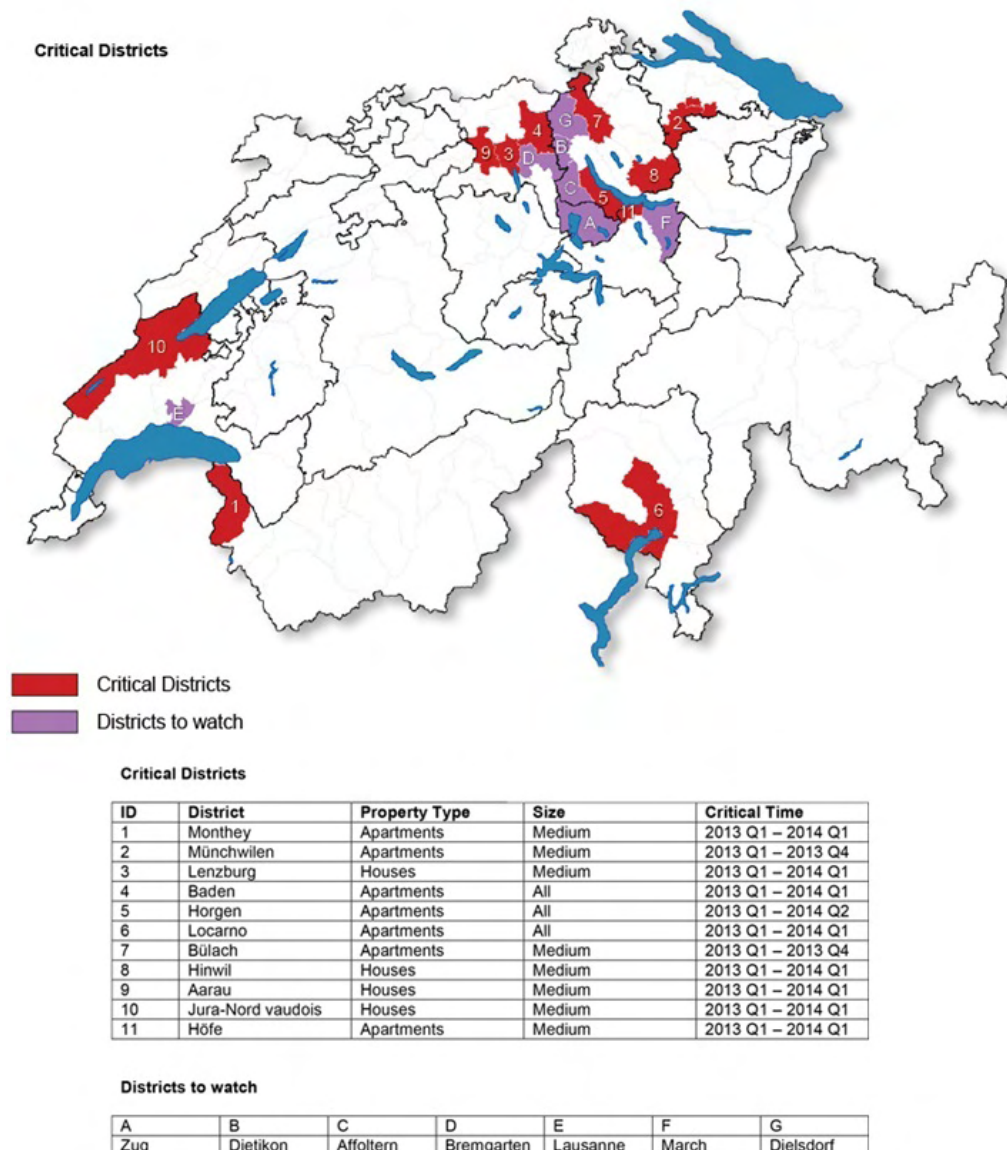 Critical Districts
2
7
4
G
9
3
D
B
8
C
5
11
A
F
10
E
1
6
Critical Districts
Districts to watch
Critical Districts
ID District Property Type Size Critical Time
1 Monthey Apartments Medium 2013 Q1 – 2014 Q1
2 Münchwilen Apartments Medium 2013 Q1 – 2013 Q4
3 Lenzburg Houses Medium 2013 Q1 – 2014 Q1
4 Baden Apartments All 2013 Q1 – 2014 Q1
5 Horgen Apartments All 2013 Q1 – 2014 Q2
6 Locarno Apartments All 2013 Q1 – 2014 Q1
7 Bülach Apartments Medium 2013 Q1 – 2013 Q4
8 Hinwil Houses Medium 2013 Q1 – 2014 Q1
9 Aarau Houses Medium 2013 Q1 – 2014 Q1
10 Jura-Nord vaudois Houses Medium 2013 Q1 – 2014 Q1
11 Höfe Apartments Medium 2013 Q1 – 2014 Q1
Districts to watch
A B C D E F G
Zug Dietikon Affoltern Bremgarten Lausanne March Dielsdorf